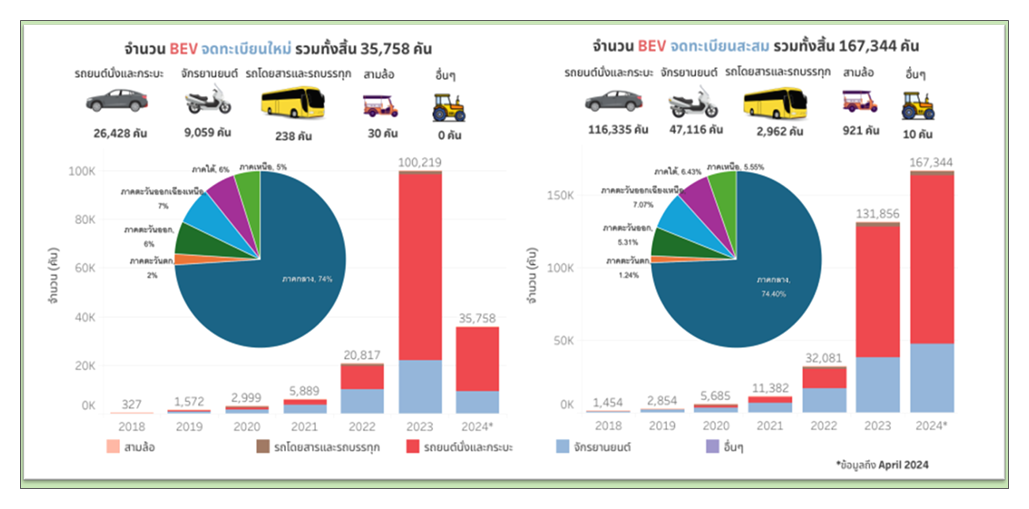 จำนวน BEV จดทะเบียนใหม่ รวมทั้งสิ้น 35,758 คัน
รถยนต์นั่งและกระบะ จักรยานยนต์ รถโดยสารและรถบรรทุก สามล้อ อื่นๆ
26,428 คัน 9,059 คัน 238 คัน 30 คัน 0 คัน
จำนวน (คัน)
100K
80K
60K
40K
20K
0K
ภาคใต้, 6% ภาคเหนือ, 5%
ภาคตะวันออกเฉียงเหนือ,
7%
ภาคตะวันออก,
6%
ภาคตะวันตก,
2%
ภาคกลาง, 74%
327 1,572 2,999 5,889 20,817 100,219 35,758
2018 2019 2020 2021 2022 2023 2024*
จำนวน BEV จดทะเบียนสะสม รวมทั้งสิ้น 167,344 คัน
รถยนต์นั่งและกระบะ จักรยานยนต์ รถโดยสารและรถบรรทุก สามล้อ อื่นๆ
116,335 คัน 47,116 คัน 2,962 คัน 921 คัน 10 คัน
จำนวน (คัน)
150K
100K
50K
0K
ภาคใต้, 6.43% ภาคเหนือ, 5.55%
ภาคตะวันออกเฉียงเหนือ,
7.07%
ภาคตะวันออก,
5.31%
ภาคตะวันตก,
1.24%
ภาคกลาง,
74.40%
1,454 2,854 5,685 11,382 32,081 131,856 167,344
2018 2019 2020 2021 2022 2023 2024*
สามล้อ รถโดยสารและรถบรรทุก รถยนต์นั่งและกระบะ จักรยานยนต์ อื่นๆ
*ข้อมูลถึง April 2024